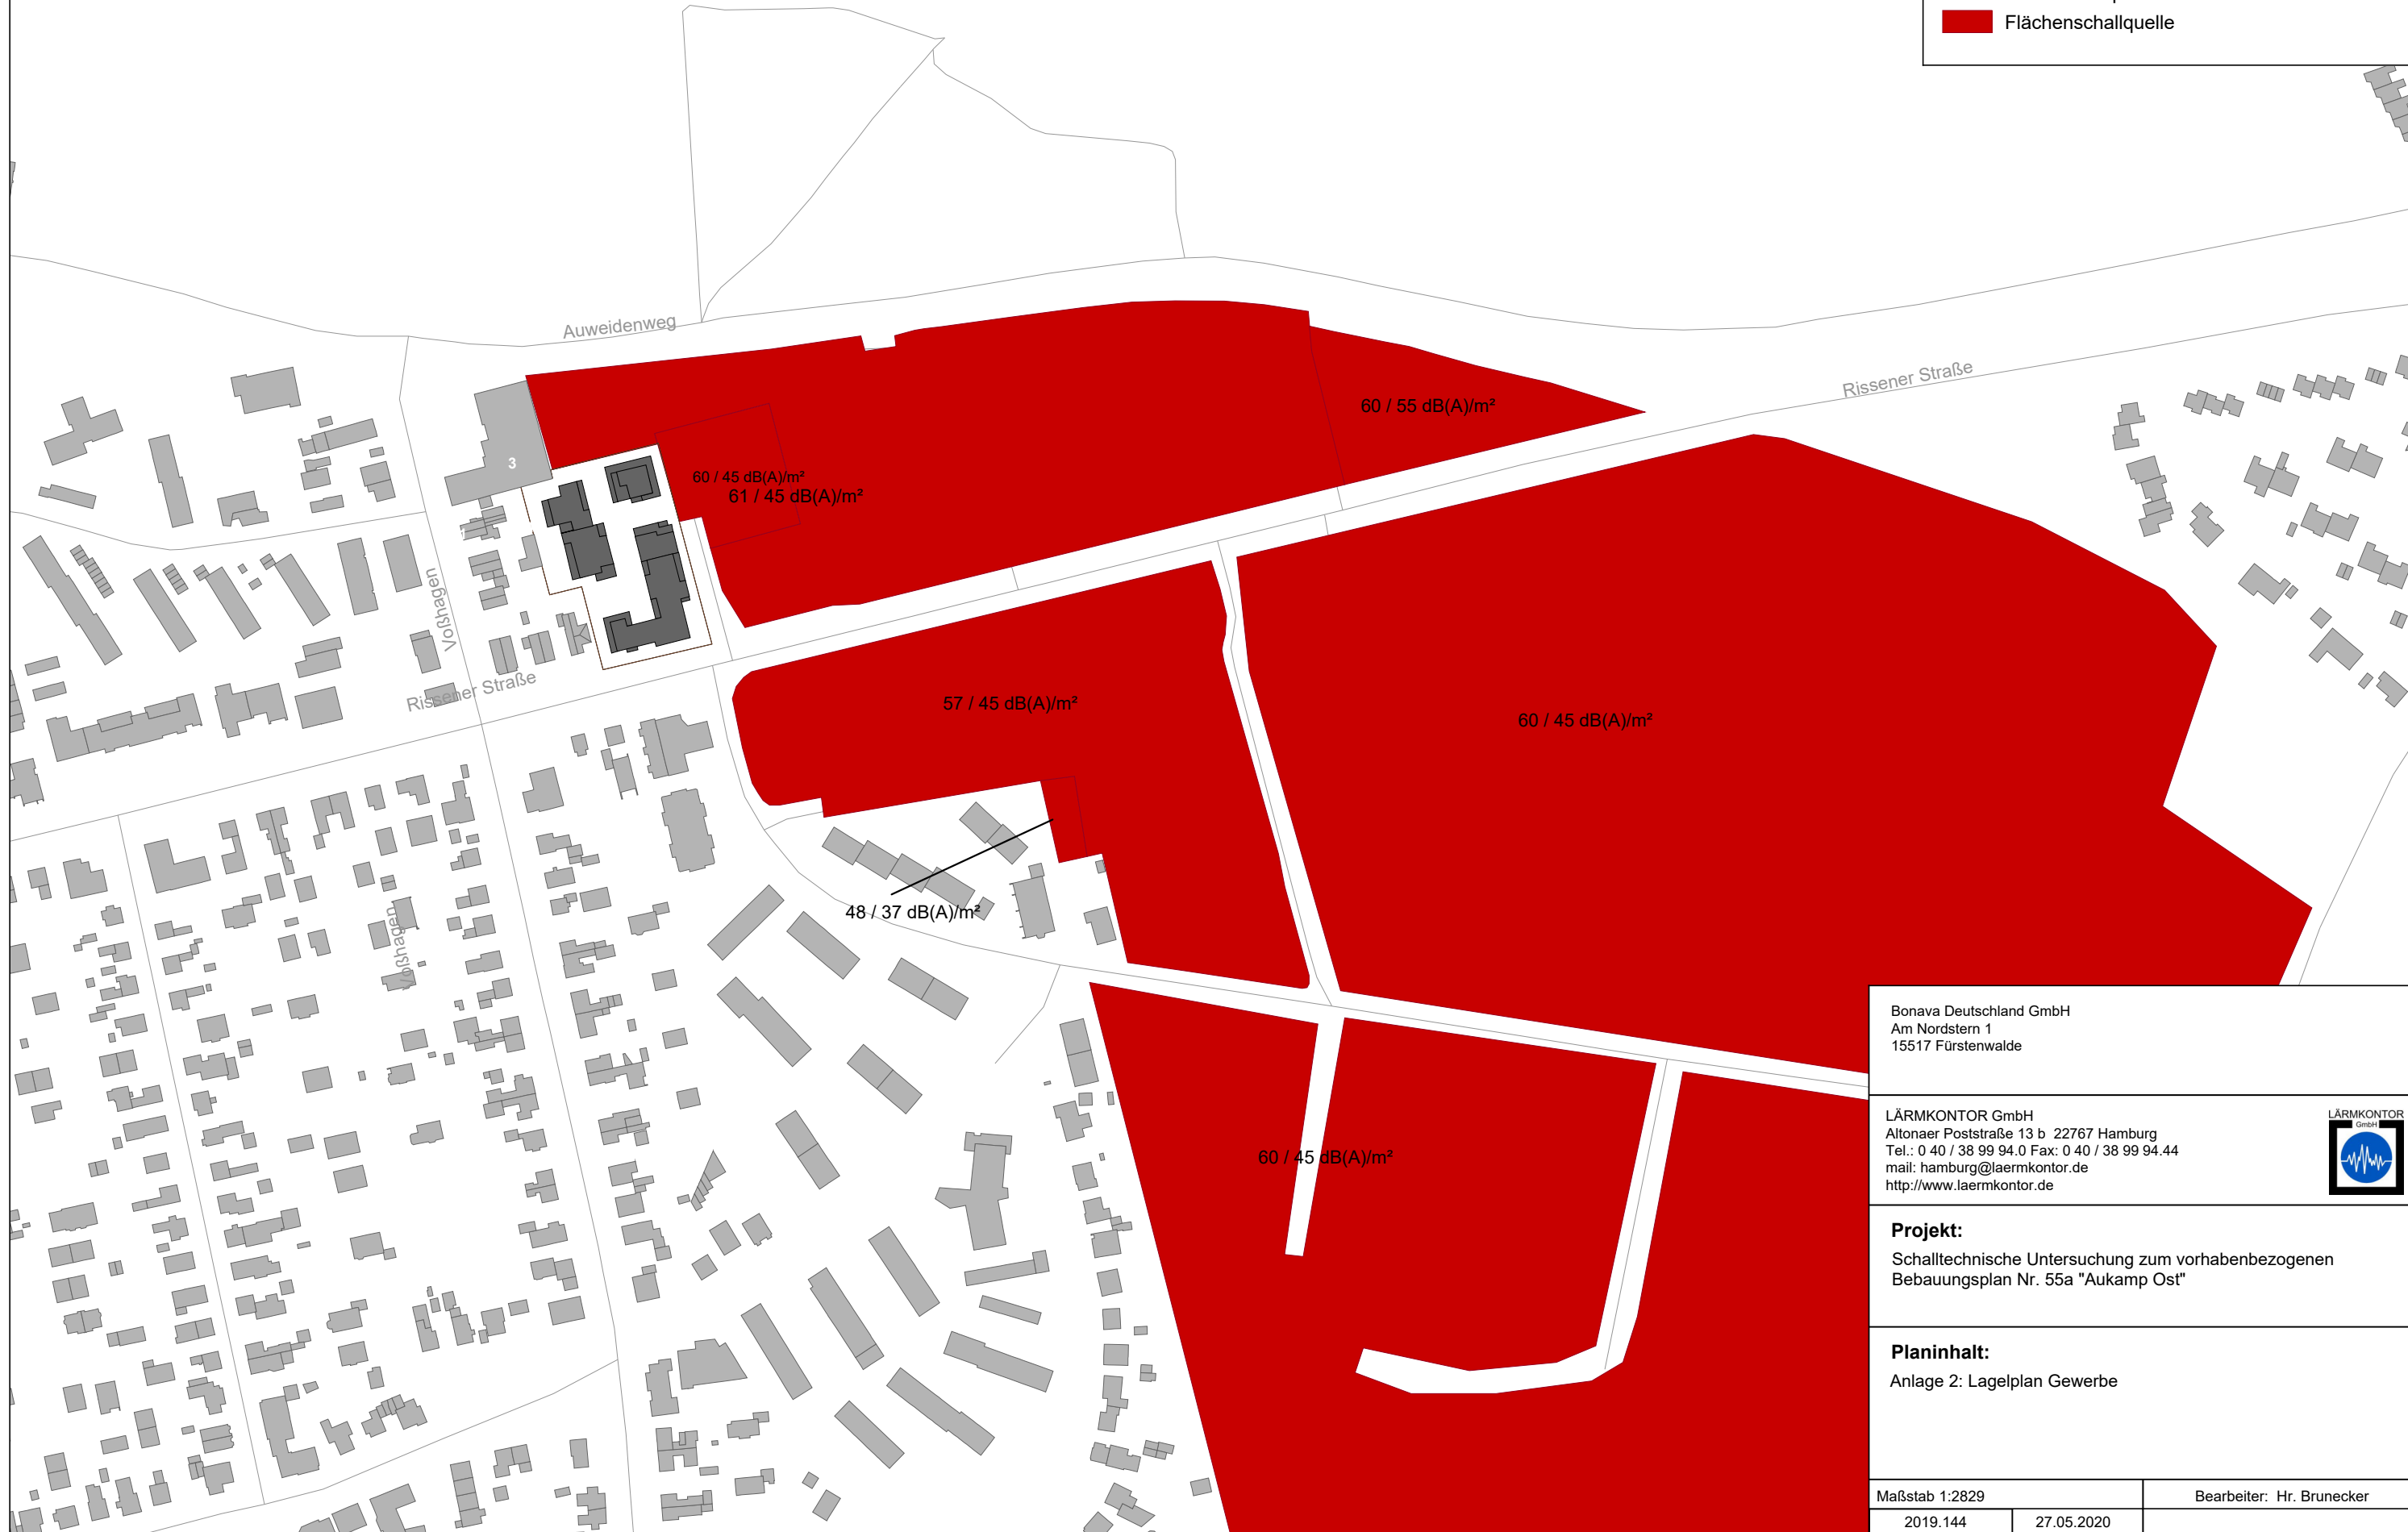 Flächenschallquelle
Auweidenweg
Rissener Straße
60 / 55 dB(A)/m²
3
60 / 45 dB(A)/m²
61 / 45 dB(A)/m²
Voßhagen
Rissener Straße
57 / 45 dB(A)/m²
60 / 45 dB(A)/m²
48 / 37 dB(A)/m²
Voßhagen
60 / 45 dB(A)/m²
Bonava Deutschland GmbH
Am Nordstern 1
15517 Fürstenwalde
LÄRMKONTOR GmbH
Altonaer Poststraße 13 b 22767 Hamburg
Tel.: 0 40 / 38 99 94.0 Fax: 0 40 / 38 99 94.44
mail: hamburg@laermkontor.de
http://www.laermkontor.de
LÄRMKONTOR
GmbH
Projekt:
Schalltechnische Untersuchung zum vorhabenbezogenen
Bebauungsplan Nr. 55a "Aukamp Ost"
Planinhalt:
Anlage 2: Lagelplan Gewerbe
Maßstab 1:2829
Bearbeiter: Hr. Brunecker
2019.144
27.05.2020